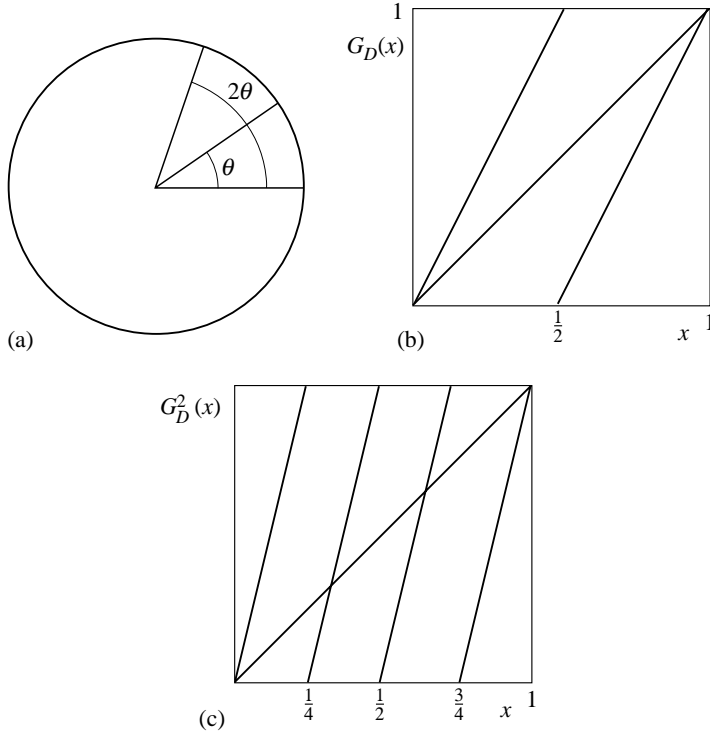 2θ
θ
(a)
1
G_D(x)
1/2
x
1
(b)
G_D^2(x)
1/4
1/2
3/4
x
1
(c)